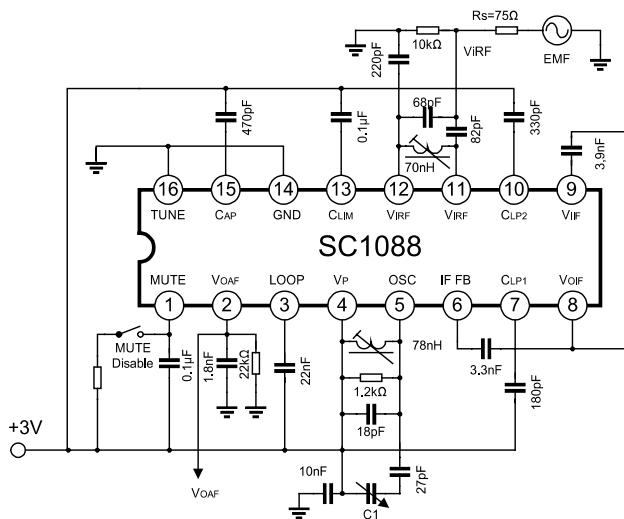 Rs=75Ω
10kΩ
ViRF
EMF
220pF
68pF
82pF
70nH
470pF
0.1µF
330pF
3,9nF
16 15 14 13 12 11 10 9
TUNE CAP GND CLIM VIRF VIRF CLP2 VIIF
SC1088
MUTE VOAF LOOP VP OSC IF FB CLP1 VOIF
1 2 3 4 5 6 7 8
MUTE
Disable
0.1µF
1.8nF
22kΩ
22nF
78nH
1.2kΩ
18pF
3.3nF
180pF
+3V
VOAF
10nF
C1
27pF